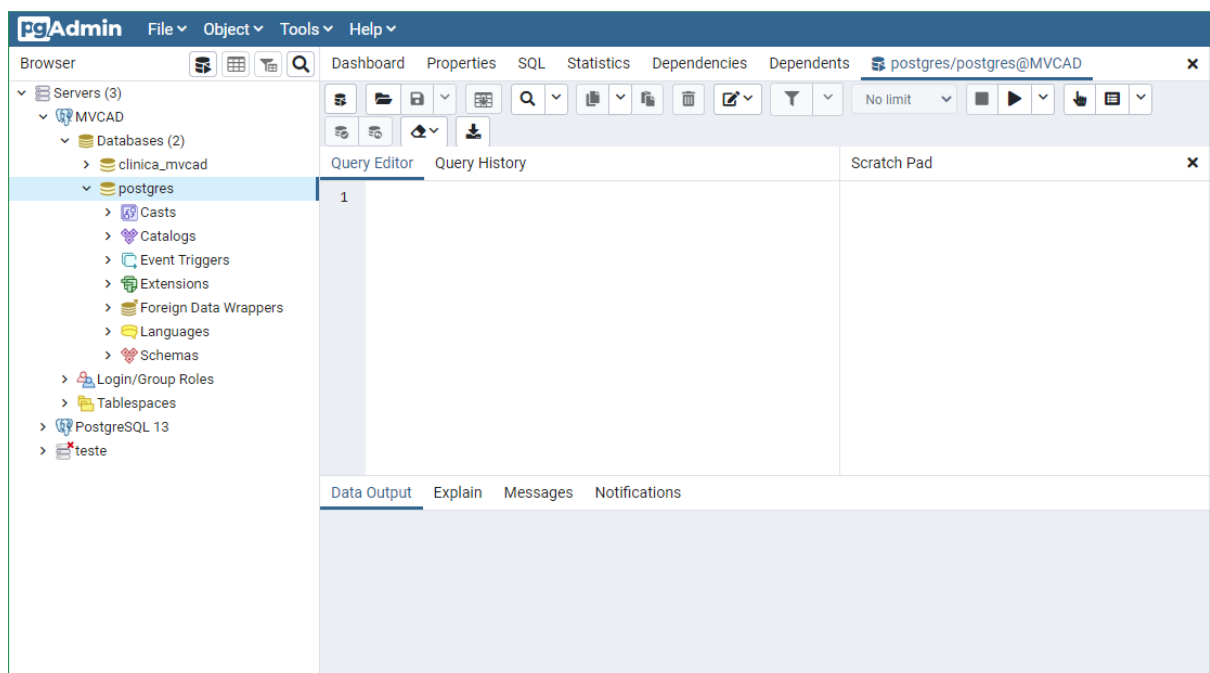 pgAdmin File Object Tools Help
Browser
Dashboard Properties SQL Statistics Dependencies Dependents postgres/postgres@MVCAD
Servers (3)
MVCAD
Databases (2)
clinica_mvcad
postgres
Casts
Catalogs
Event Triggers
Extensions
Foreign Data Wrappers
Languages
Schemas
Login/Group Roles
Tablespaces
PostgreSQL 13
teste
No limit
Query Editor Query History
Scratch Pad
1
Data Output Explain Messages Notifications